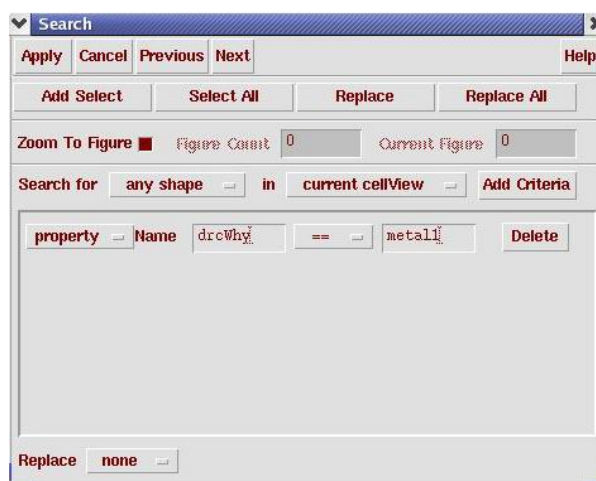 Search
Apply Cancel Previous Next Help
Add Select Select All Replace Replace All
Zoom To Figure Figure Count 0 Current Figure 0
Search for any shape in current cellView Add Criteria
property Name drcWhy == metal1 Delete
Replace none